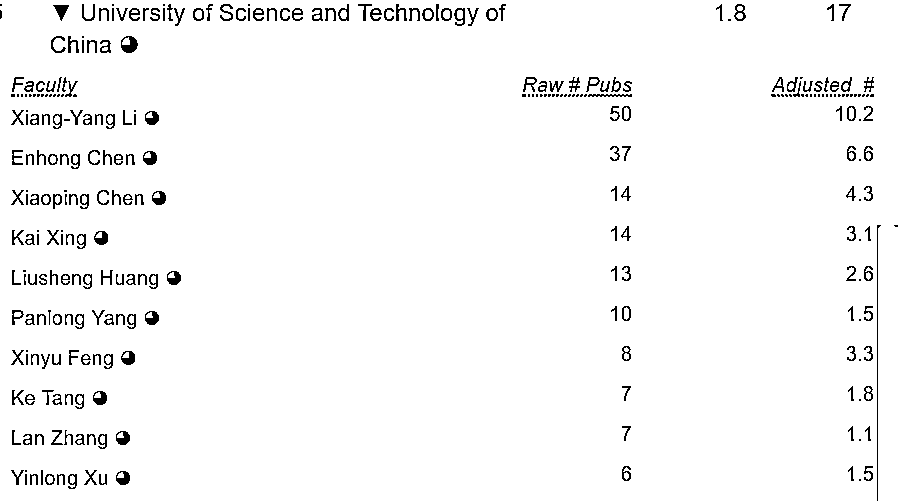 ▼ University of Science and Technology of 1.8 17
China
Faculty Raw # Pubs Adjusted #
Xiang-Yang Li 50 10.2
Enhong Chen 37 6.6
Xiaoping Chen 14 4.3
Kai Xing 14 3.1
Liusheng Huang 13 2.6
Panlong Yang 10 1.5
Xinyu Feng 8 3.3
Ke Tang 7 1.8
Lan Zhang 7 1.1
Yinlong Xu 6 1.5